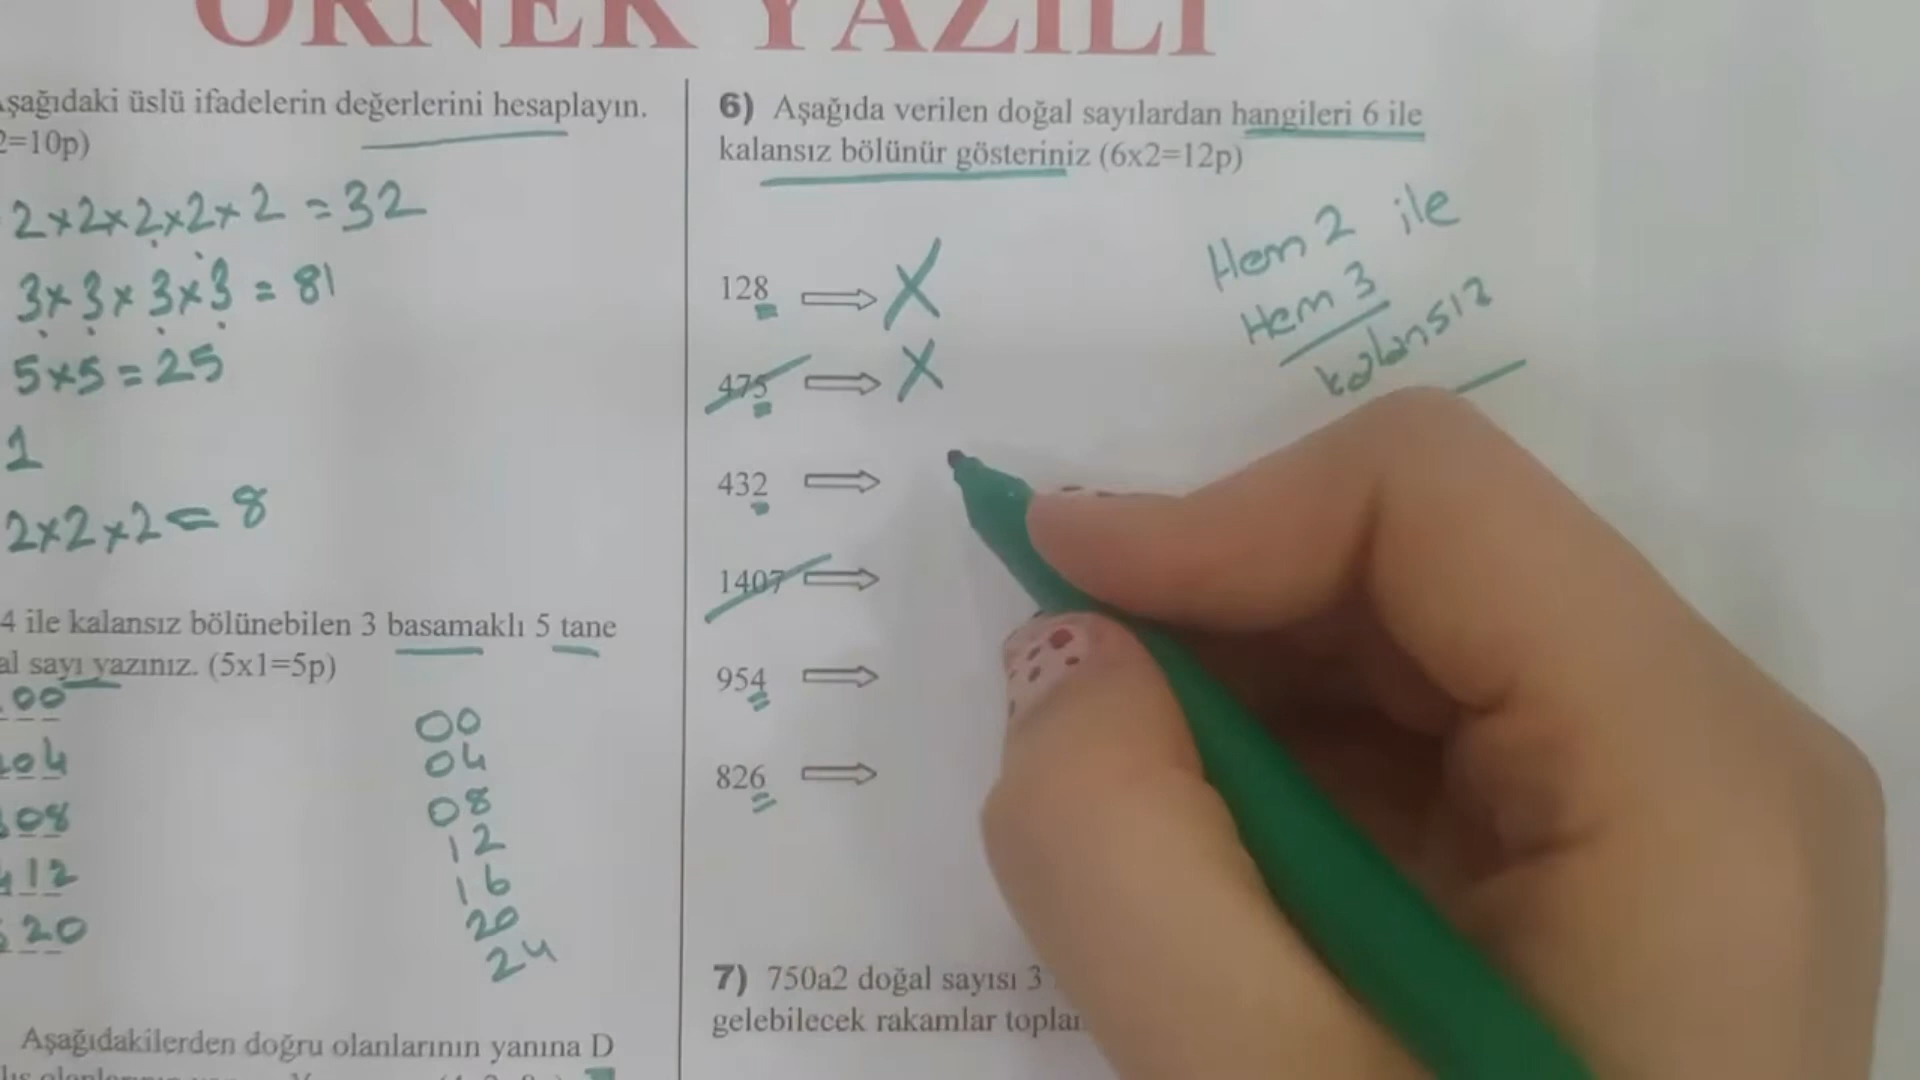 ÖRNEK YAZILI
şağıdaki üslü ifadelerin değerlerini hesaplayın.
2=10p)
2x2x2x2x2 = 32
3x3x3x3 = 81
5x5 = 25
1
2x2x2 = 8
4 ile kalansız bölünebilen 3 basamaklı 5 tane
al sayı yazınız. (5x1=5p)
00
04
08
12
20
00
04
08
12
16
20
24
Aşağıdakilerden doğru olanlarının yanına D
6) Aşağıda verilen doğal sayılardan hangileri 6 ile
kalansız bölünür gösteriniz (6x2=12p)
Hem 2 ile
Hem 3
kalansız
128 ⇒ X
475 ⇒ X
432 ⇒
1407 ⇒
954 ⇒
826 ⇒
7) 750a2 doğal sayısı 3
gelebilecek rakamlar toplam